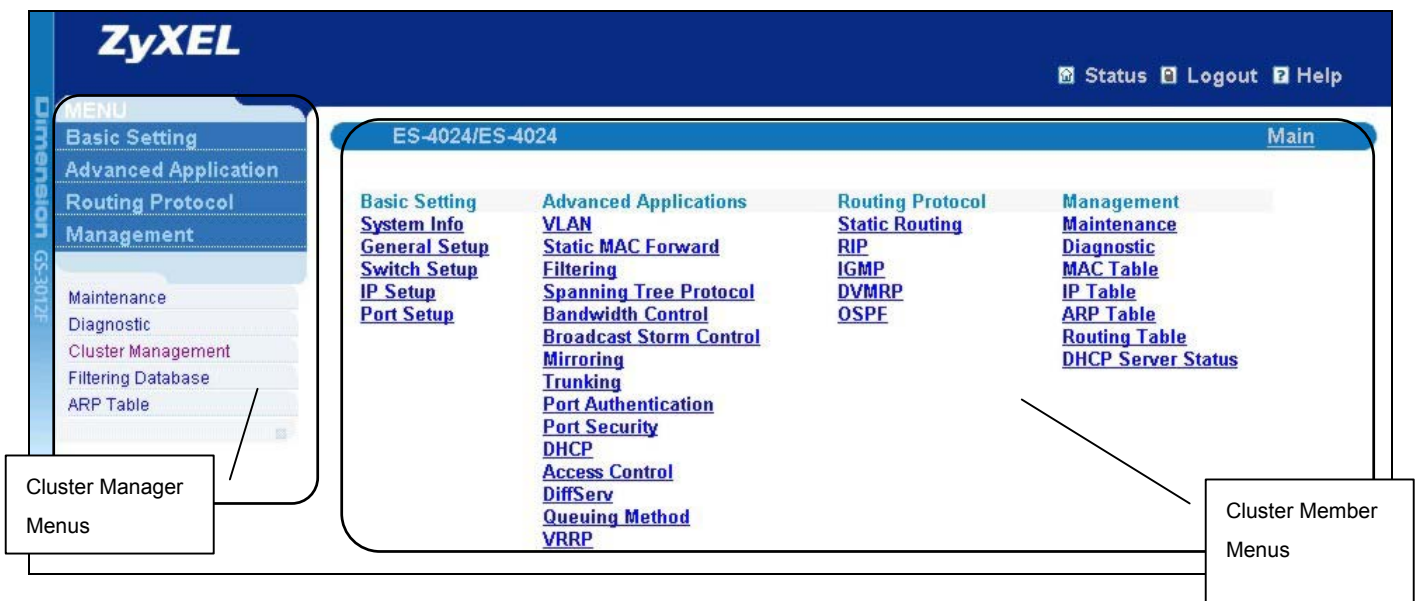 ZyXEL
Status Logout Help
Dimension GS-3012F
MENU
Basic Setting
Advanced Application
Routing Protocol
Management
Maintenance
Diagnostic
Cluster Management
Filtering Database
ARP Table
Cluster Manager
Menus
ES-4024/ES-4024 Main
Basic Setting
System Info
General Setup
Switch Setup
IP Setup
Port Setup
Advanced Applications
VLAN
Static MAC Forward
Filtering
Spanning Tree Protocol
Bandwidth Control
Broadcast Storm Control
Mirroring
Trunking
Port Authentication
Port Security
DHCP
Access Control
DiffServ
Queuing Method
VRRP
Routing Protocol
Static Routing
RIP
IGMP
DVMRP
OSPF
Management
Maintenance
Diagnostic
MAC Table
IP Table
ARP Table
Routing Table
DHCP Server Status
Cluster Member
Menus